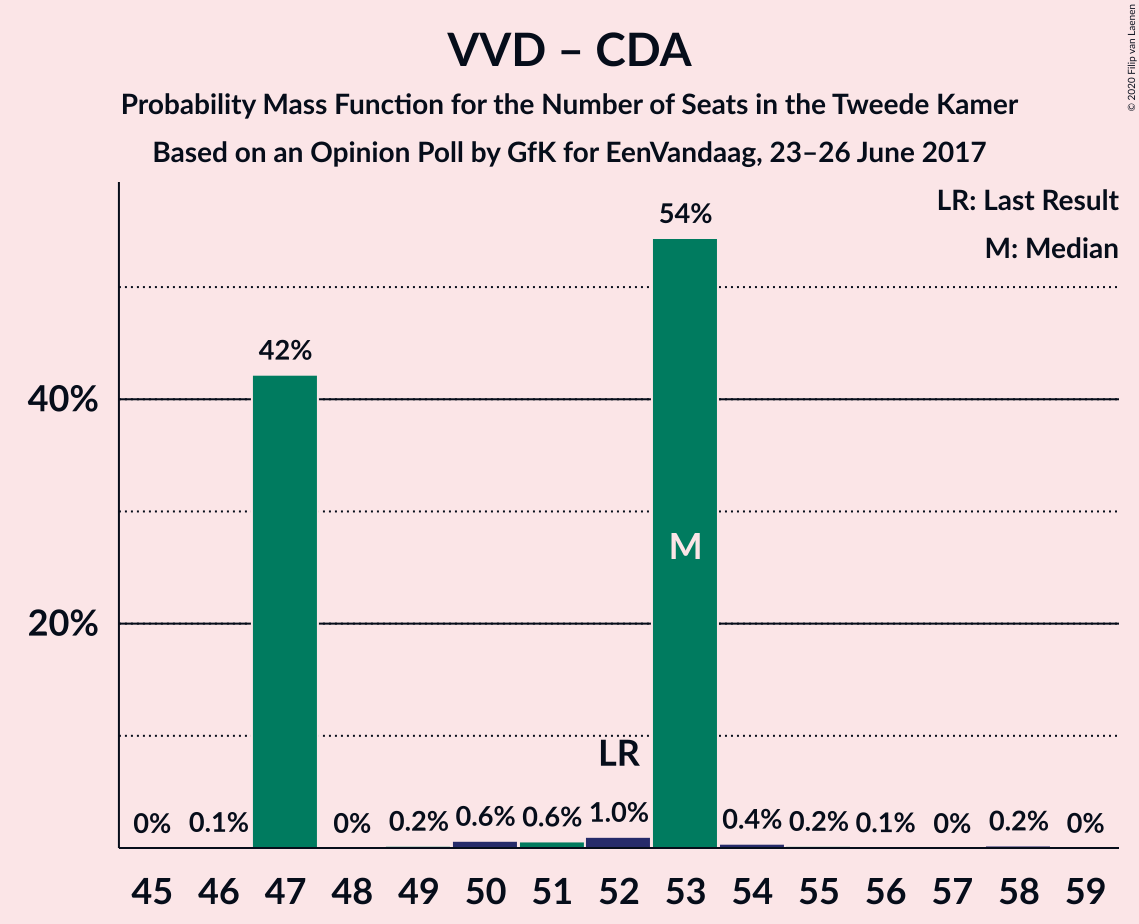 VVD – CDA
Probability Mass Function for the Number of Seats in the Tweede Kamer
Based on an Opinion Poll by GfK for EenVandaag, 23–26 June 2017
© 2020 Filip van Laenen
LR: Last Result
M: Median
54%
42%
40%
M
20%
LR
0% 0.1% 0% 0.2% 0.6% 0.6% 1.0% 0.4% 0.2% 0.1% 0% 0.2% 0%
45 46 47 48 49 50 51 52 53 54 55 56 57 58 59